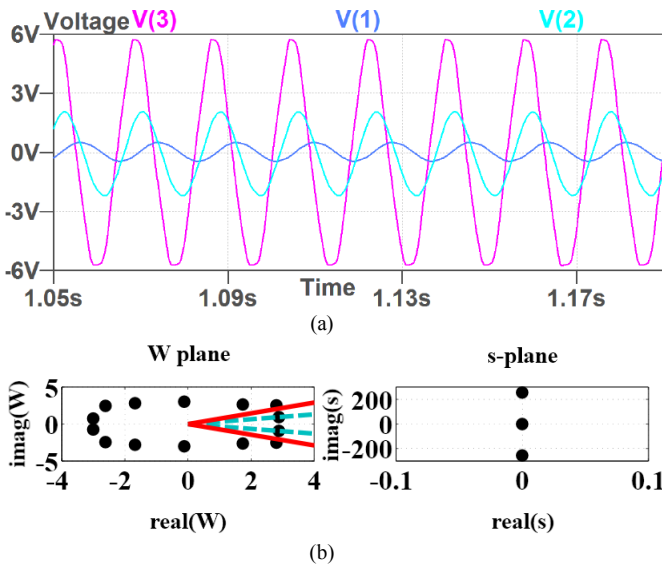 Voltage V(3) V(1) V(2)
6V
3V
0V
-3V
-6V
Time
1.05s 1.09s 1.13s 1.17s
(a)
W plane s-plane
imag(W) 5 0 -5
-4 -2 0 2 4
real(W)
imag(s) 200 0 -200
-0.1 0 0.1
real(s)
(b)